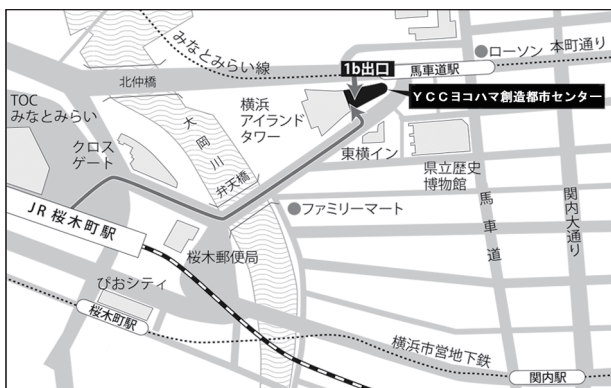 みなとみらい線
ローソン
本町通り
1b出口
馬車道駅
北仲橋
YCCヨコハマ創造都市センター
TOC
みなとみらい
横浜
アイランド
タワー
大岡川
クロス
ゲート
東横イン
県立歴史
博物館
弁天橋
馬車道
関内大通り
ファミリーマート
JR桜木町駅
桜木郵便局
ぴおシティ
桜木町駅
横浜市営地下鉄
関内駅